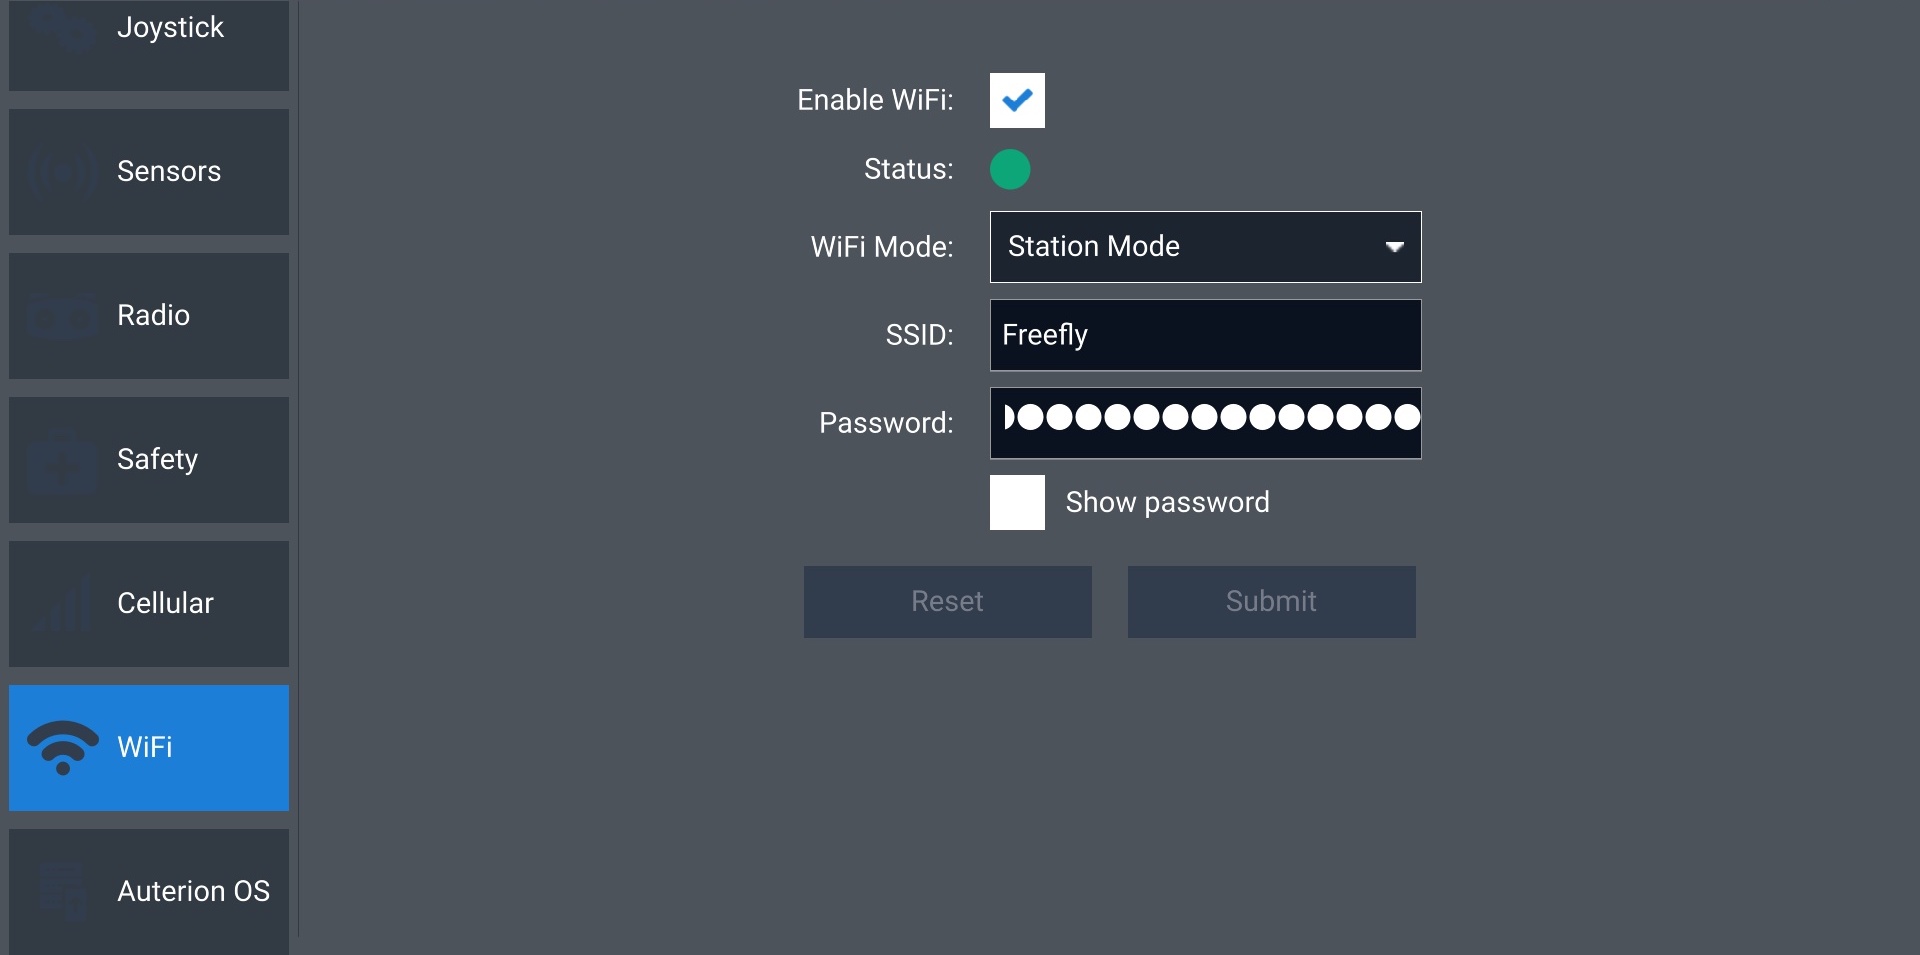 Joystick
Sensors
Radio
Safety
Cellular
WiFi
Auterion OS
Enable WiFi:
Status:
WiFi Mode: Station Mode
SSID: Freefly
Password:
Show password
Reset Submit